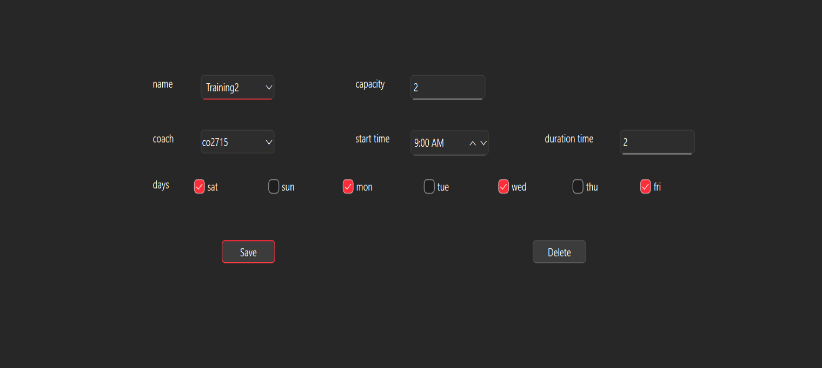 name Training2 capacity 2
coach co2715 start time 9:00 AM duration time 2
days sat sun mon tue wed thu fri
Save Delete